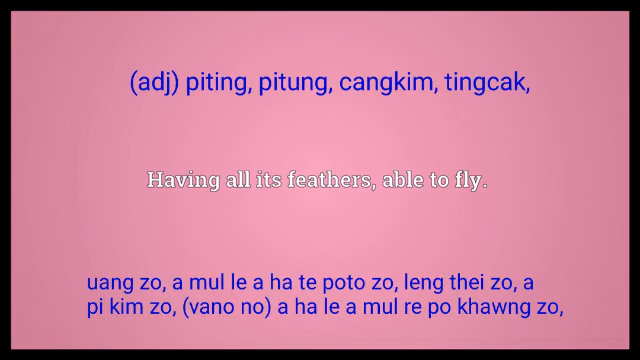 (adj) piting, pitung, cangkim, tingcak,
Having all its feathers, able to fly.
uang zo, a mul le a ha te poto zo, leng thei zo, a
pi kim zo, (vano no) a ha le a mul re po khawng zo,